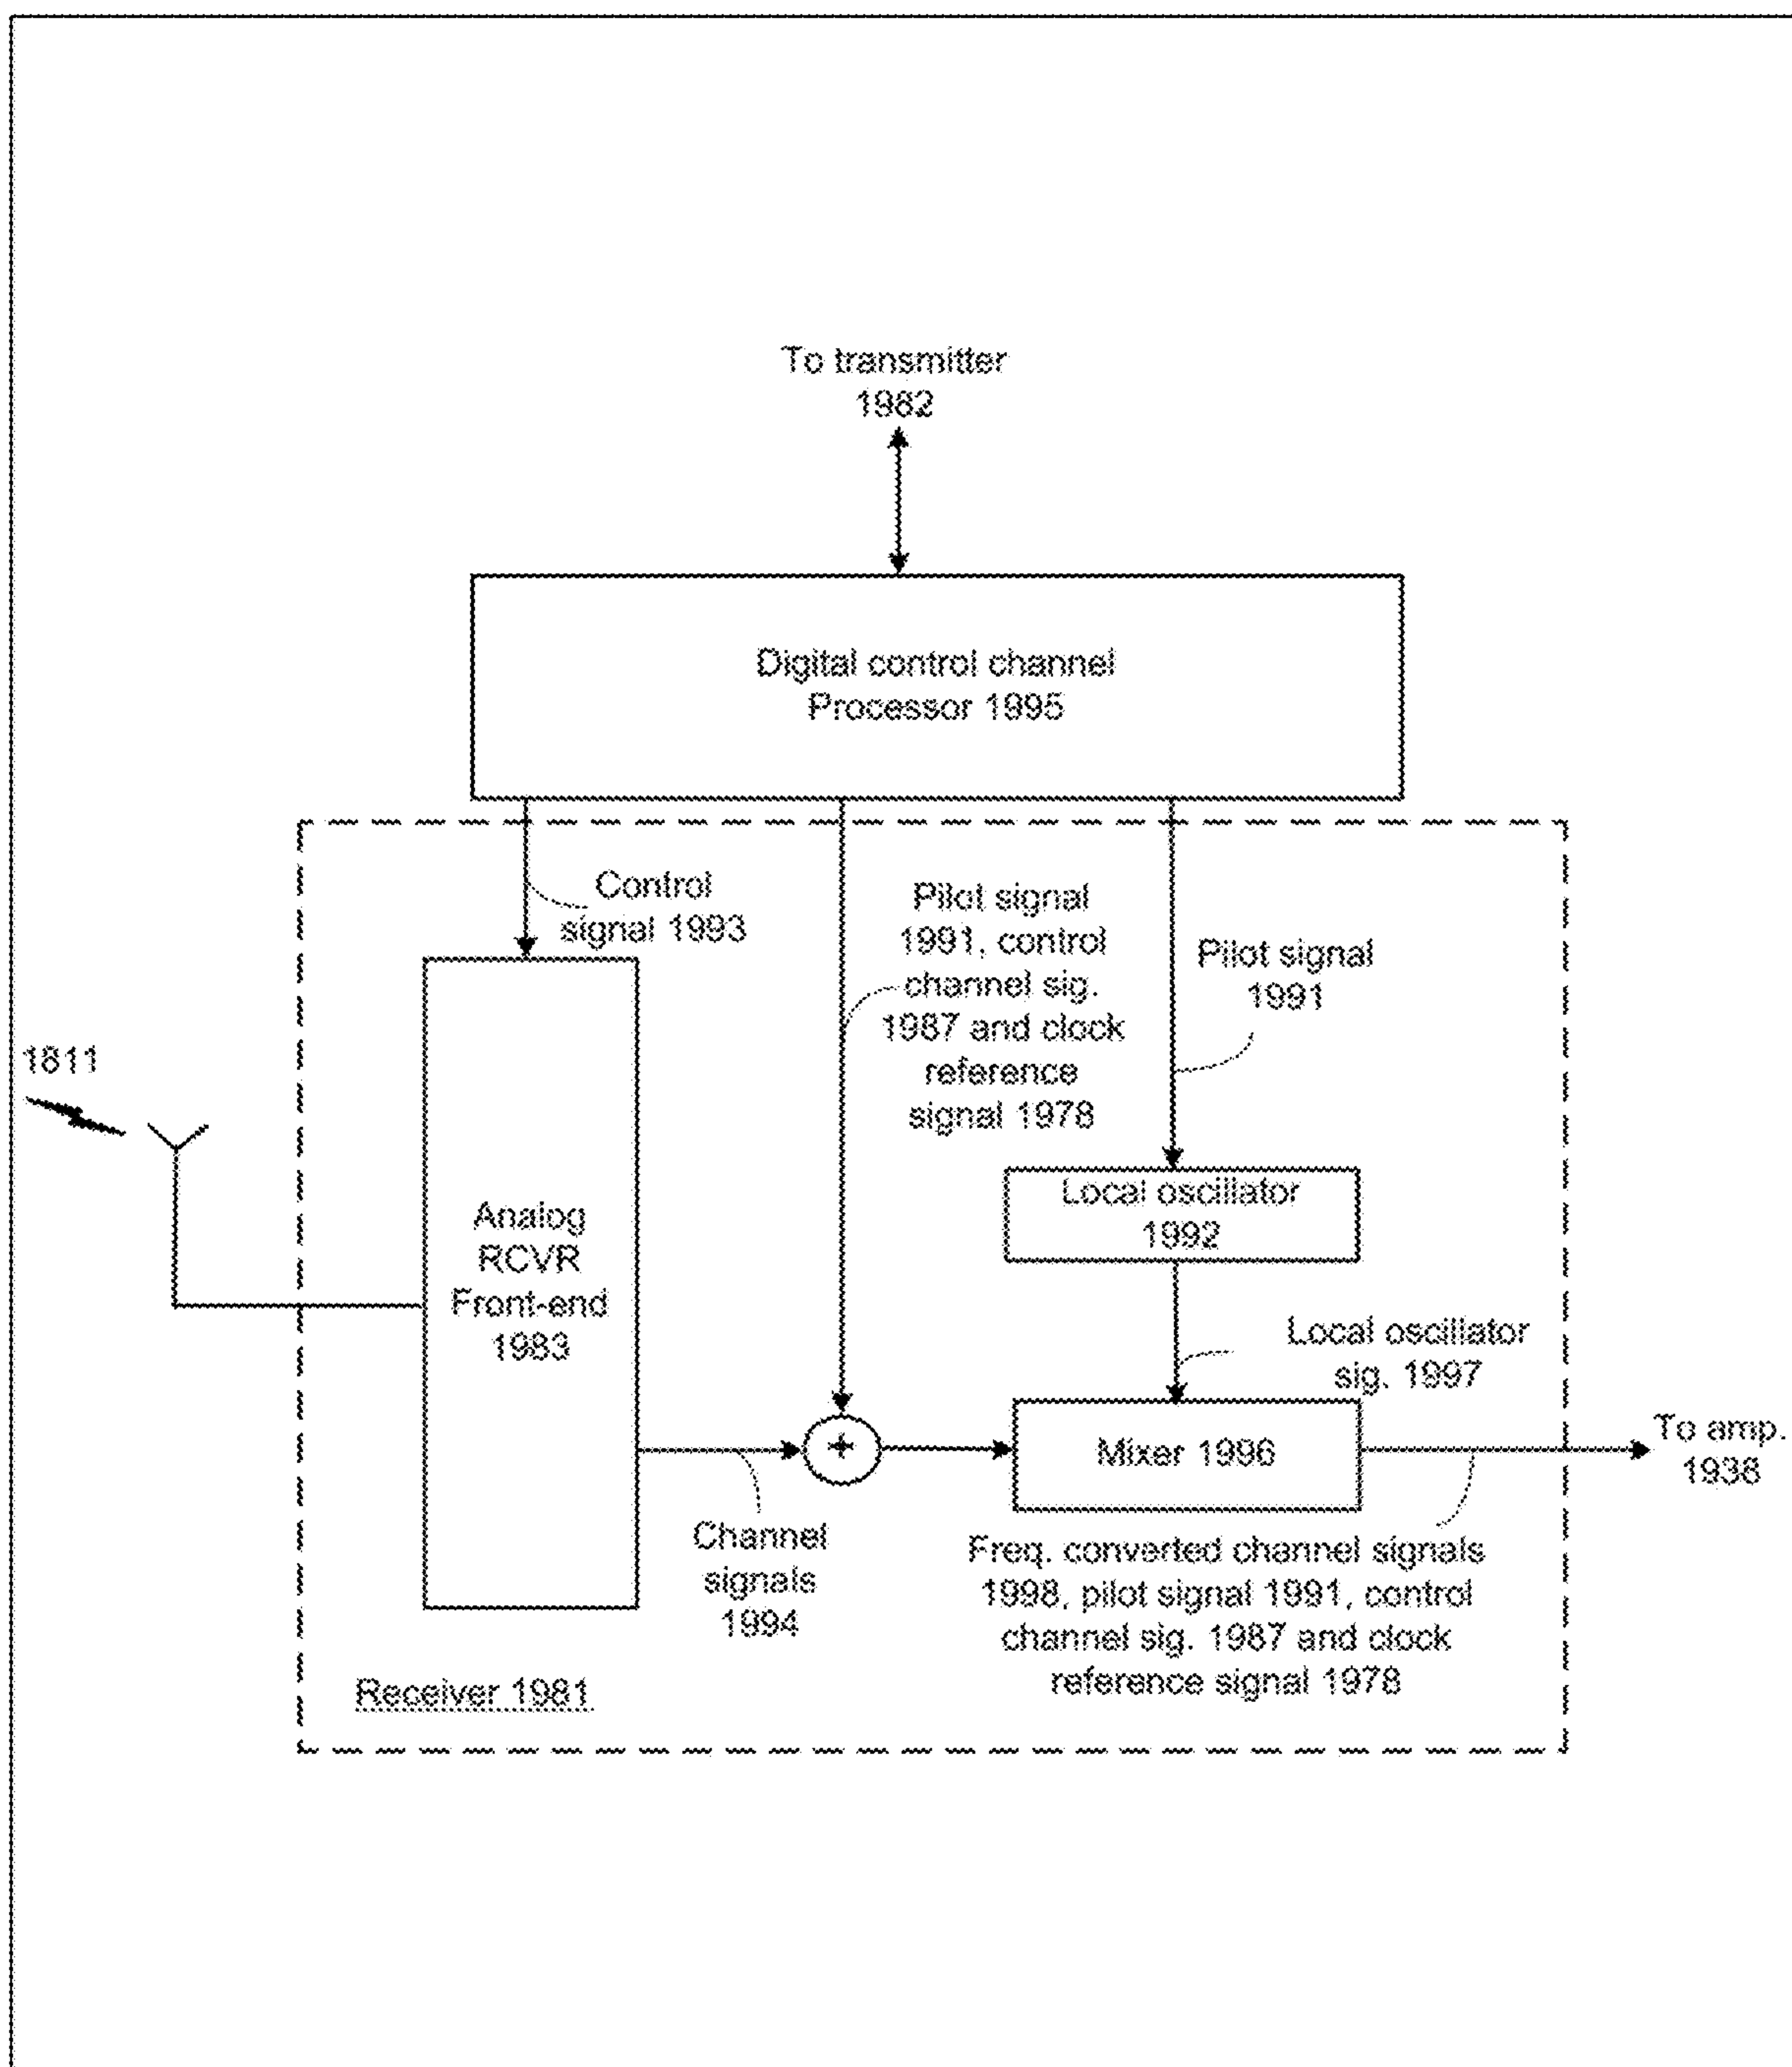 To transmitter
1982
Digital control channel
Processor 1995
Control
signal 1993
Pilot signal
1991, control
channel sig.
1987 and clock
reference
signal 1978
Pilot signal
1991
1811
Analog
RCVR
Front-end
1983
Local oscillator
1992
Local oscillator
sig. 1997
+
Mixer 1996
To amp.
1938
Channel
signals
1994
Freq. converted channel signals
1998, pilot signal 1991, control
channel sig. 1987 and clock
reference signal 1978
Receiver 1981